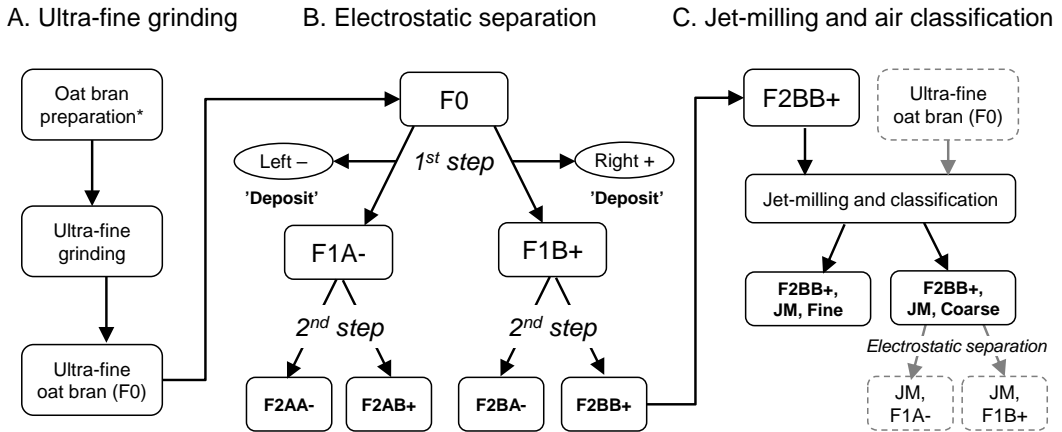 A. Ultra-fine grinding
B. Electrostatic separation
C. Jet-milling and air classification
Oat bran
preparation*
Ultra-fine
grinding
Ultra-fine
oat bran (F0)
F0
Left –
1st step
Right +
'Deposit'
'Deposit'
F1A-
F1B+
2nd step
2nd step
F2AA-
F2AB+
F2BA-
F2BB+
F2BB+
Ultra-fine
oat bran (F0)
Jet-milling and classification
F2BB+,
JM, Fine
F2BB+,
JM, Coarse
Electrostatic separation
JM,
F1A-
JM,
F1B+